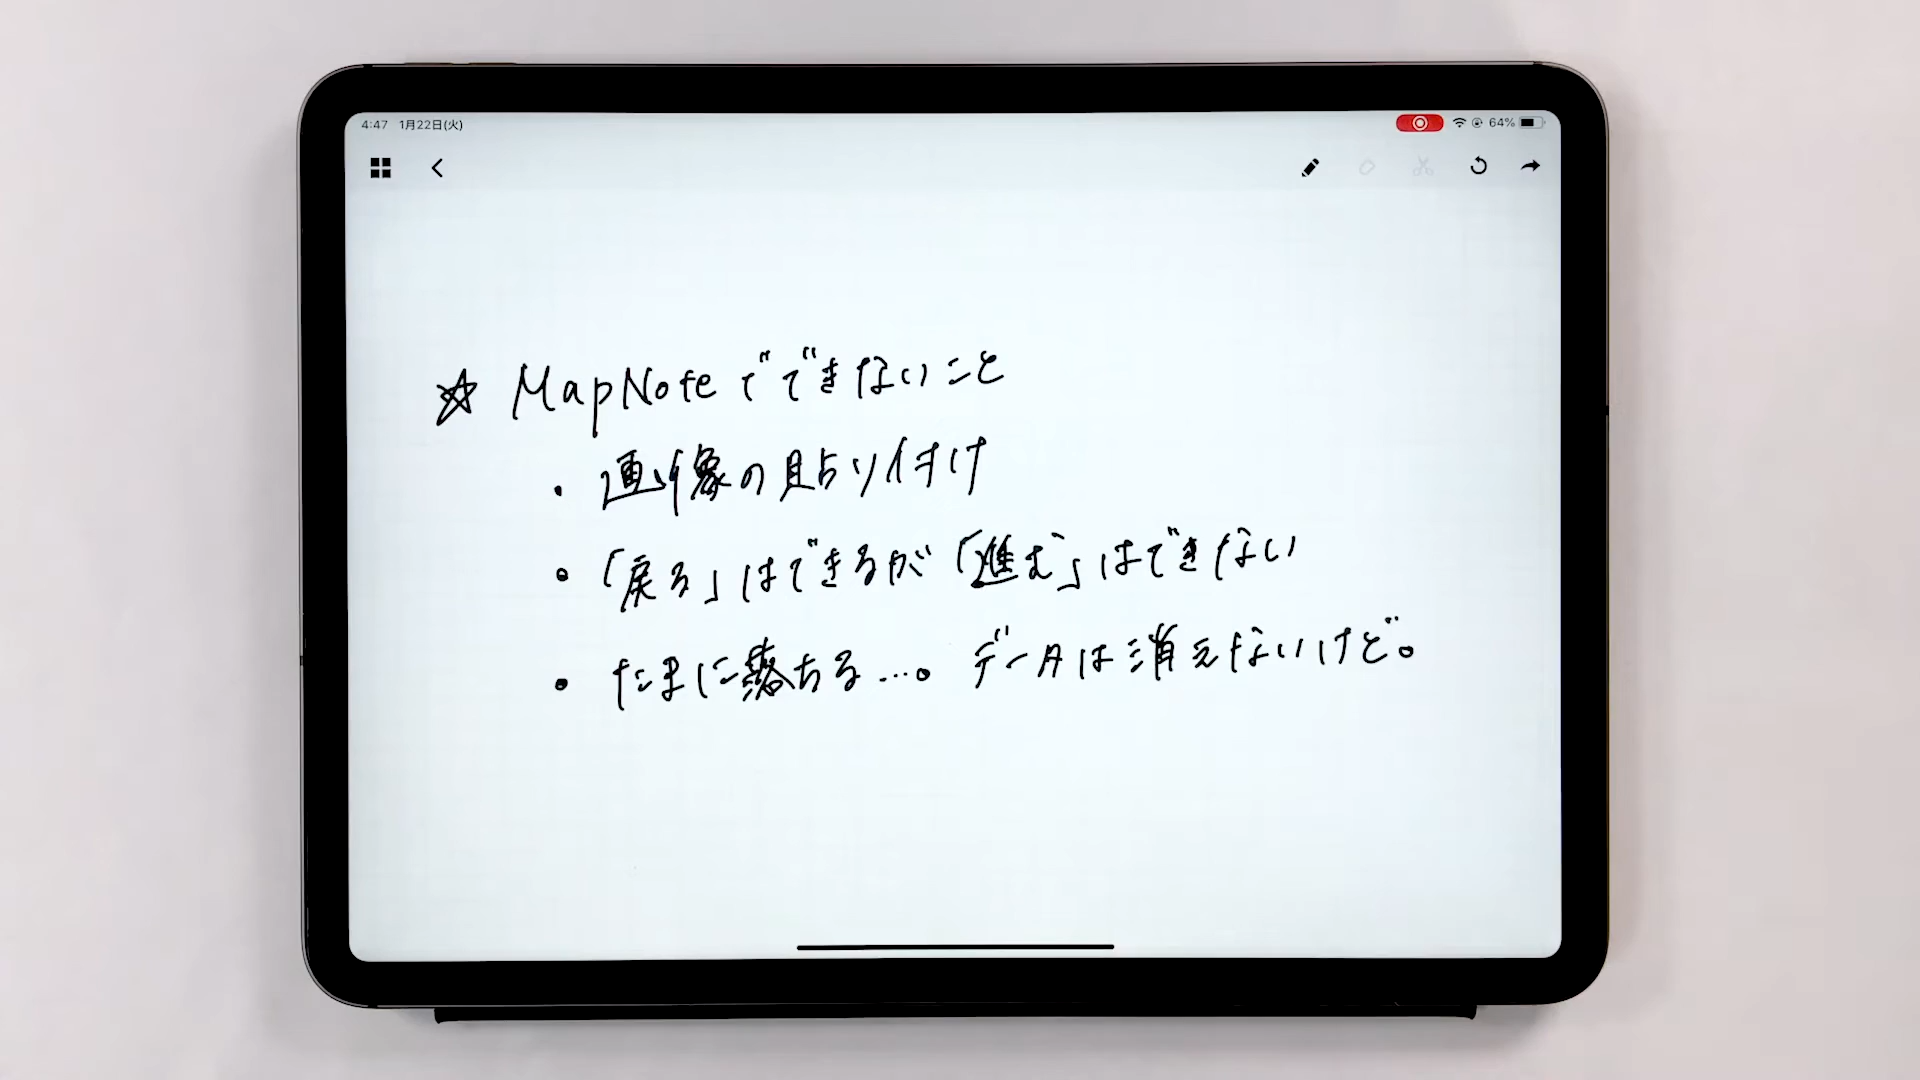 4:47 1月22日(火) 64%
☆ MapNoteでできないこと
・画像の貼り付け
・「戻る」はできるが「進む」はできない
・たまに落ちる…。データは消えないけど。